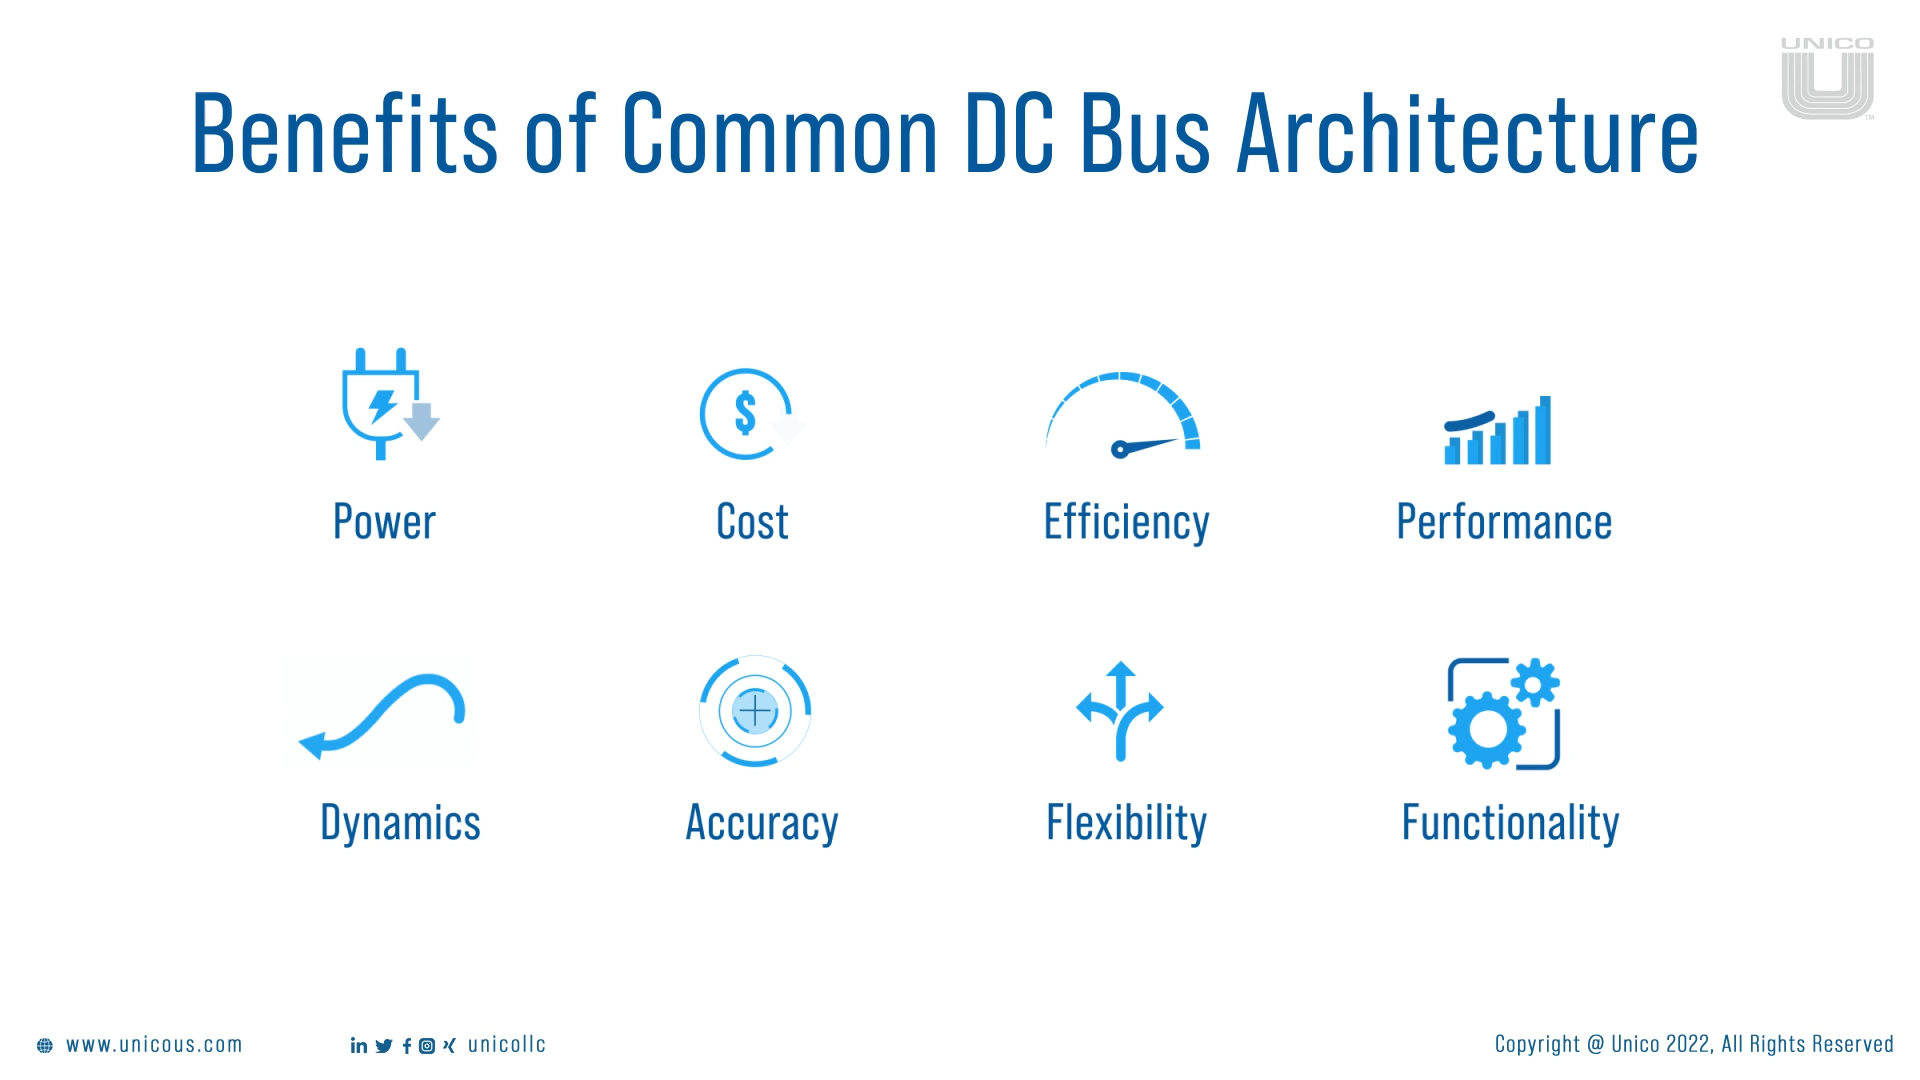 UNICO
TM
Benefits of Common DC Bus Architecture
$
Power
Cost
Efficiency
Performance
Dynamics
Accuracy
Flexibility
Functionality
www.unicous.com
unicollc
Copyright @ Unico 2022, All Rights Reserved